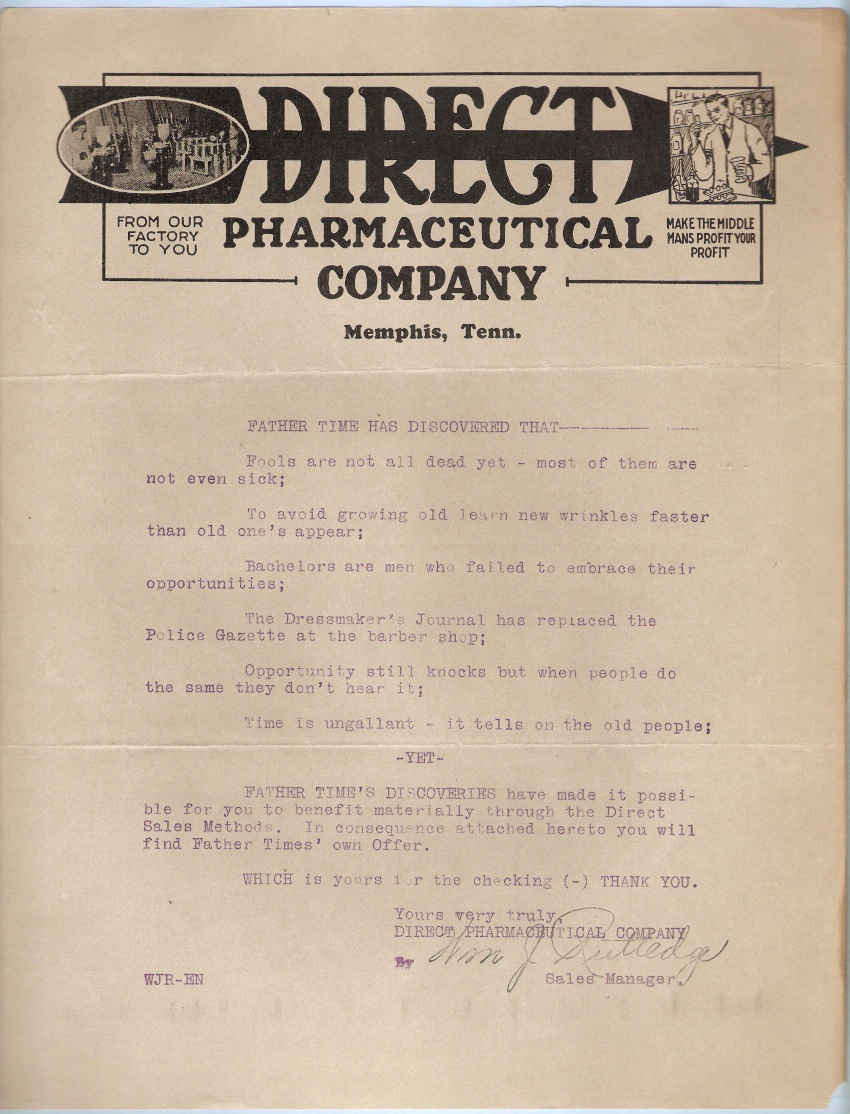 DIRECT
FROM OUR
FACTORY
TO YOU
PHARMACEUTICAL
MAKE THE MIDDLE
MANS PROFIT YOUR
PROFIT
COMPANY
Memphis, Tenn.
FATHER TIME HAS DISCOVERED THAT---------- ----
Fools are not all dead yet - most of them are
not even sick;
To avoid growing old learn new wrinkles faster
than old one's appear;
Bachelors are men who failed to embrace their
opportunities;
The Dressmaker's Journal has replaced the
Police Gazette at the barber shop;
Opportunity still knocks but when people do
the same they don't hear it;
Time is ungallant - it tells on the old people;
-YET-
FATHER TIME'S DISCOVERIES have made it possi-
ble for you to benefit materially through the Direct
Sales Methods. In consequence attached hereto you will
find Father Times' own Offer.
WHICH is yours for the checking (-) THANK YOU.
Yours very truly,
DIRECT PHARMACEUTICAL COMPANY
By Wm J. Rutledge
WJR-EN Sales Manager.